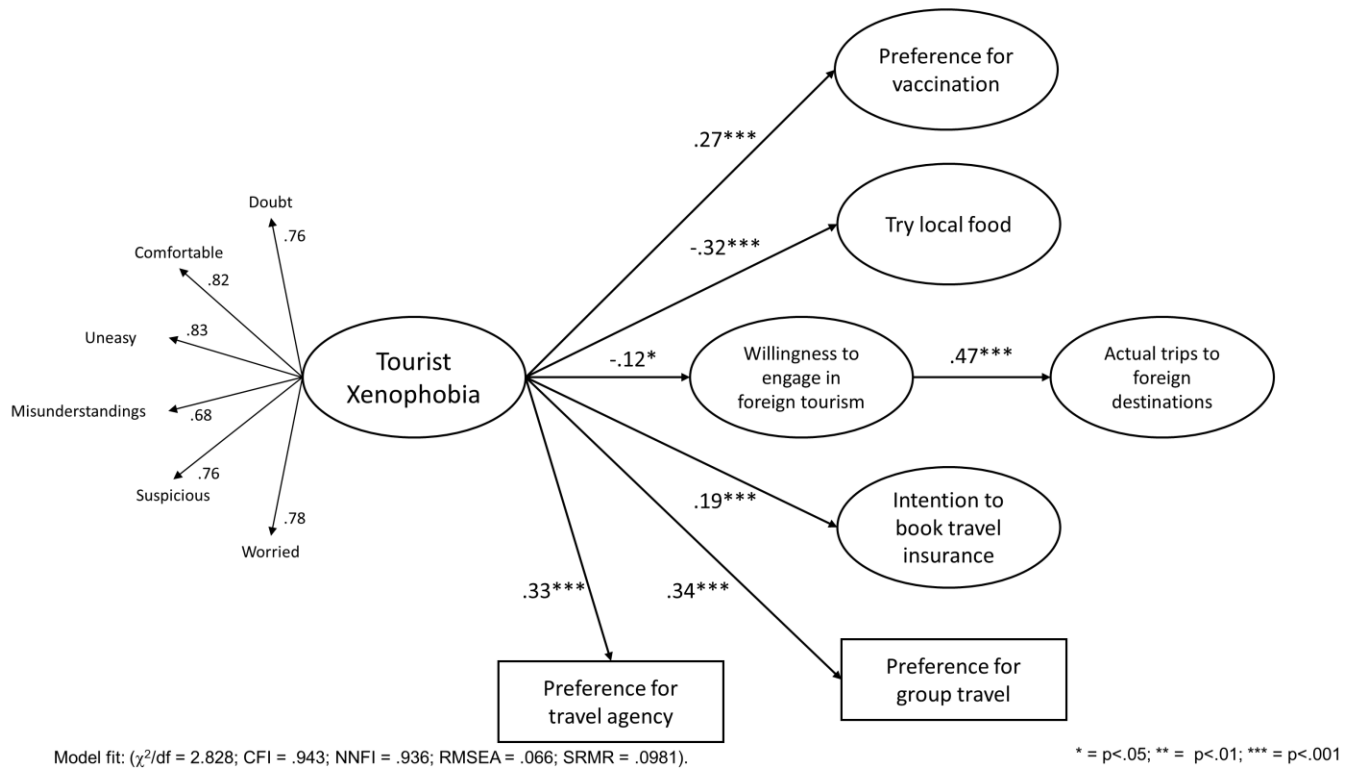 Preference for
vaccination
.27***
Doubt
.76
Try local food
-.32***
Comfortable
.82
Uneasy
.83
Tourist
Xenophobia
-.12*
Willingness to
engage in
foreign tourism
.47***
Actual trips to
foreign
destinations
Misunderstandings
.68
Suspicious
.76
.19***
Intention to
book travel
insurance
Worried
.78
.33***
.34***
Preference for
travel agency
Preference for
group travel
Model fit: (χ²/df = 2.828; CFI = .943; NNFI = .936; RMSEA = .066; SRMR = .0981).
* = p<.05; ** = p<.01; *** = p<.001